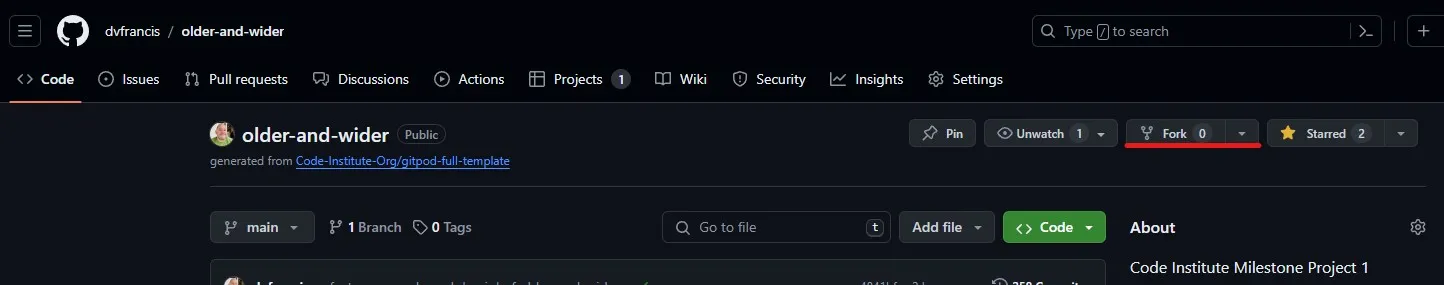 dvfrancis / older-and-wider
Type / to search
Code Issues Pull requests Discussions Actions Projects 1 Wiki Security Insights Settings
older-and-wider Public
Pin Unwatch 1 Fork 0 Starred 2
generated from Code-Institute-Org/gitpod-full-template
main 1 Branch 0 Tags Go to file t Add file Code
About
Code Institute Milestone Project 1